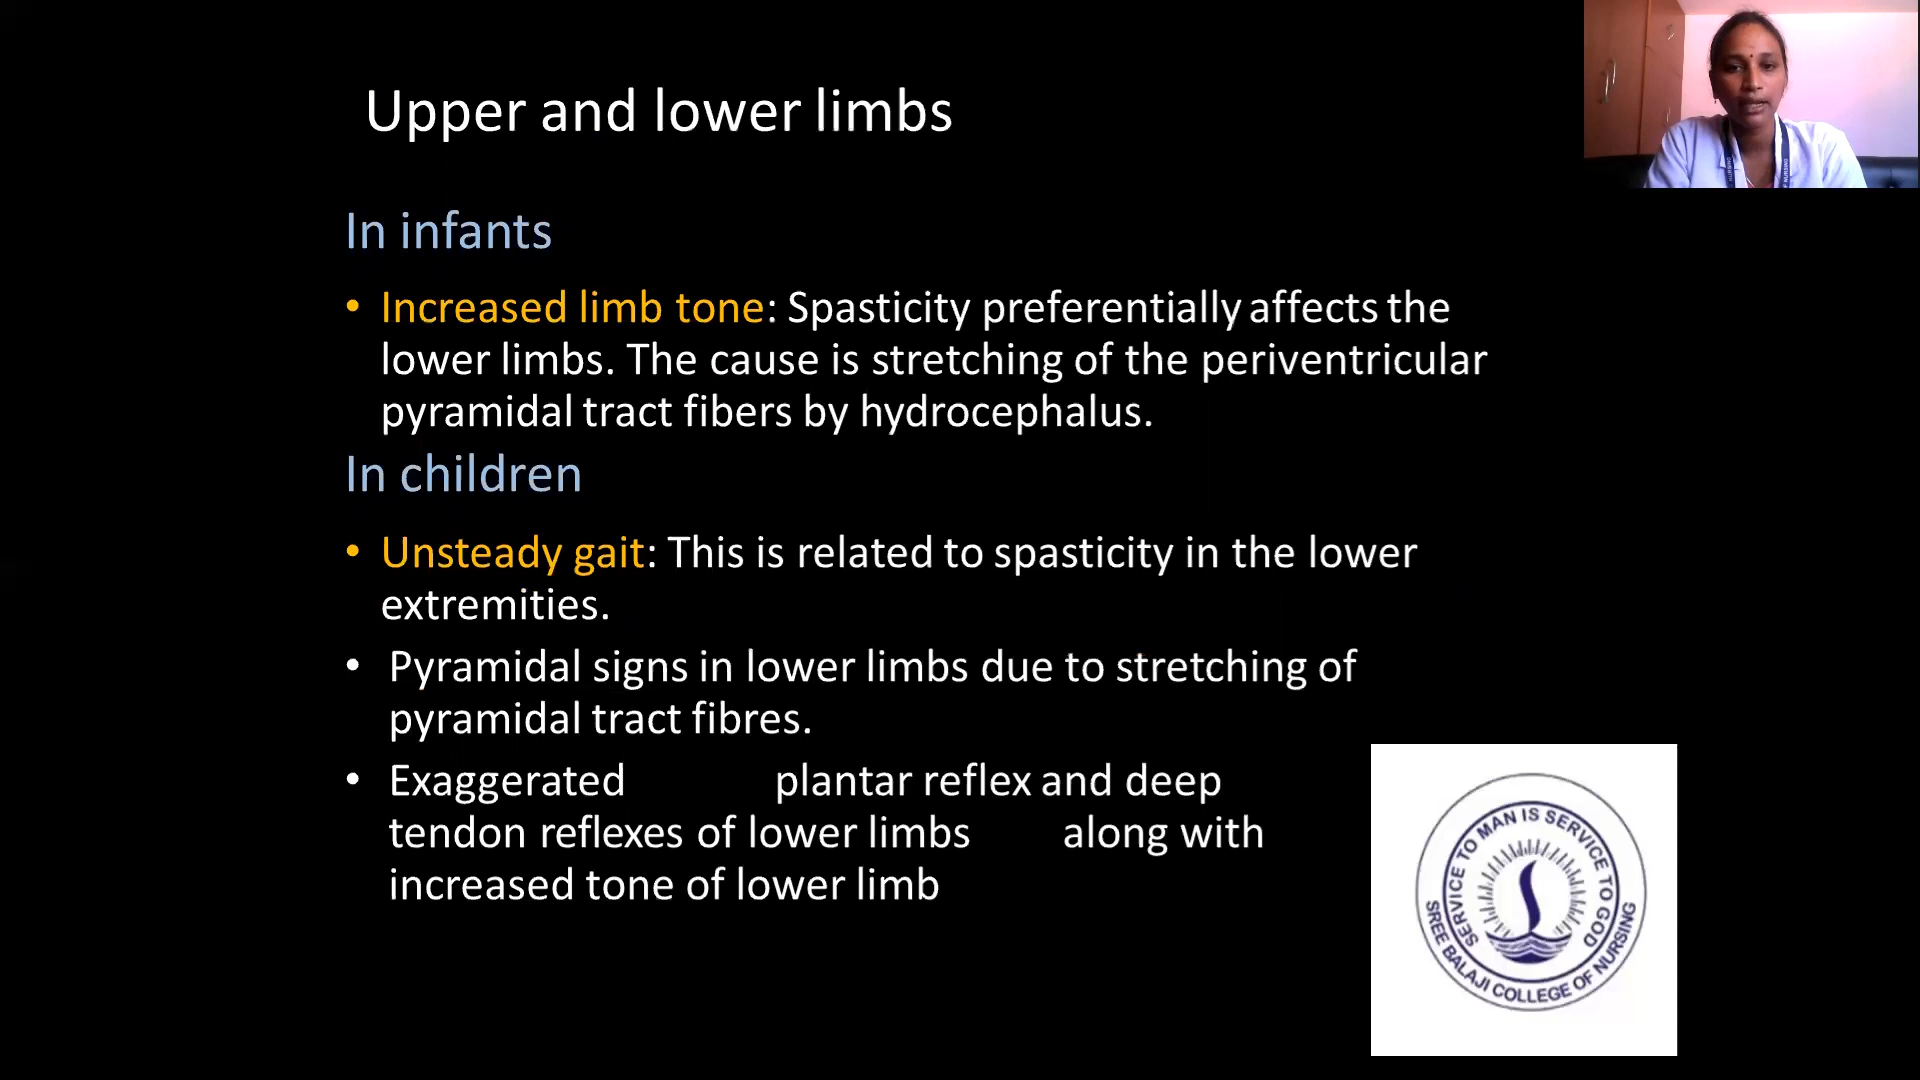 Upper and lower limbs
In infants
• Increased limb tone: Spasticity preferentially affects the
lower limbs. The cause is stretching of the periventricular
pyramidal tract fibers by hydrocephalus.
In children
• Unsteady gait: This is related to spasticity in the lower
extremities.
• Pyramidal signs in lower limbs due to stretching of
pyramidal tract fibres.
• Exaggerated plantar reflex and deep
tendon reflexes of lower limbs along with
increased tone of lower limb
SERVICE TO MAN IS SERVICE TO GOD
SREE BALAJI COLLEGE OF NURSING